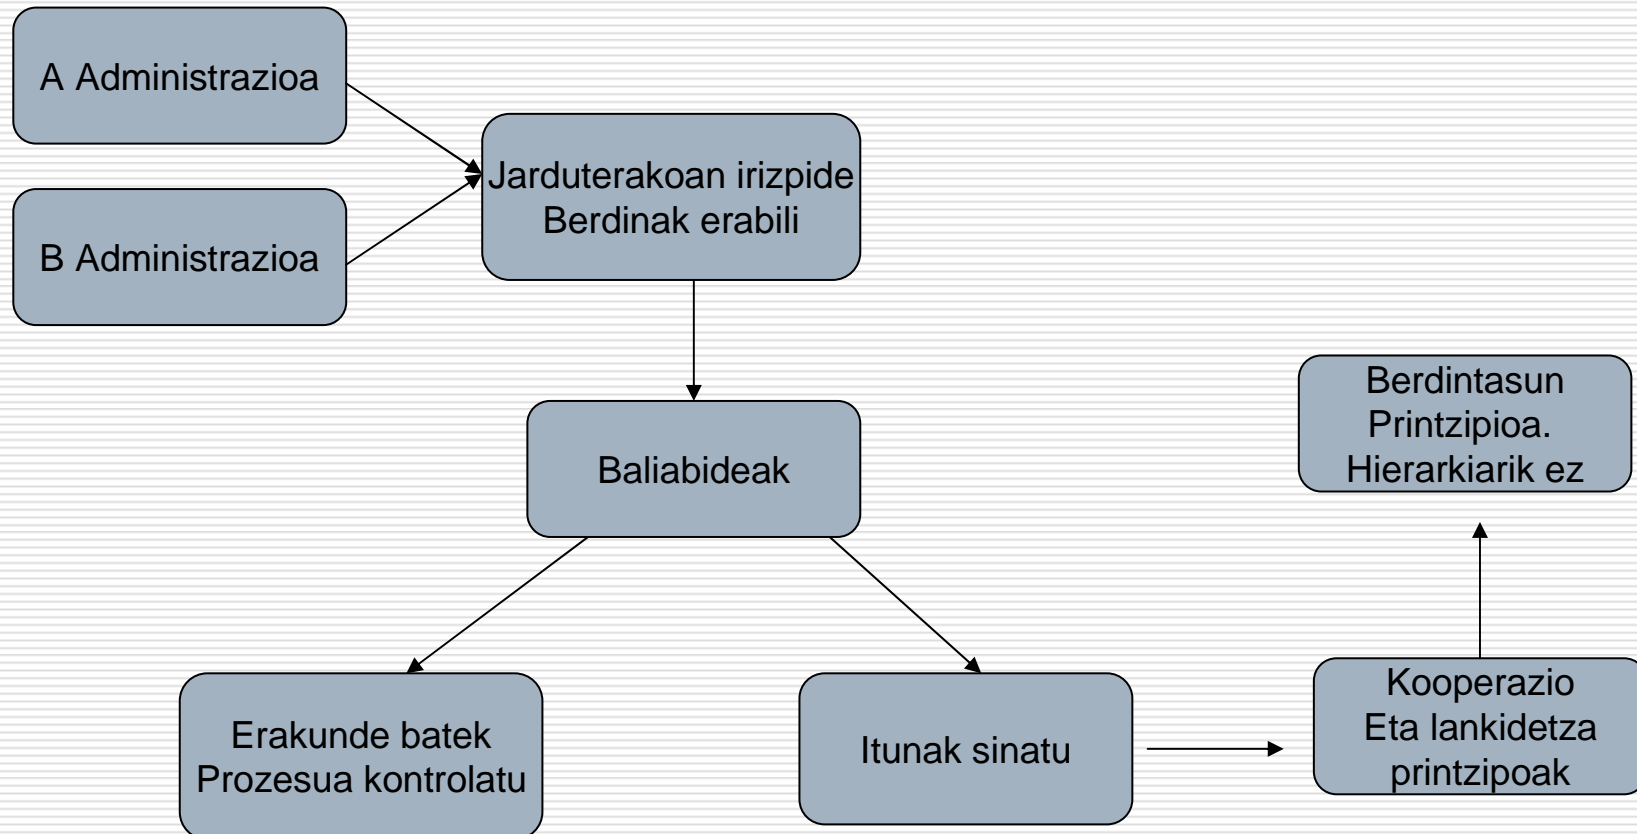 A Administrazioa
B Administrazioa
Jarduterakoan irizpide
Berdinak erabili
Baliabideak
Berdintasun
Printzipioa.
Hierarkiarik ez
Erakunde batek
Prozesua kontrolatu
Itunak sinatu
Kooperazio
Eta lankidetza
printzipoak